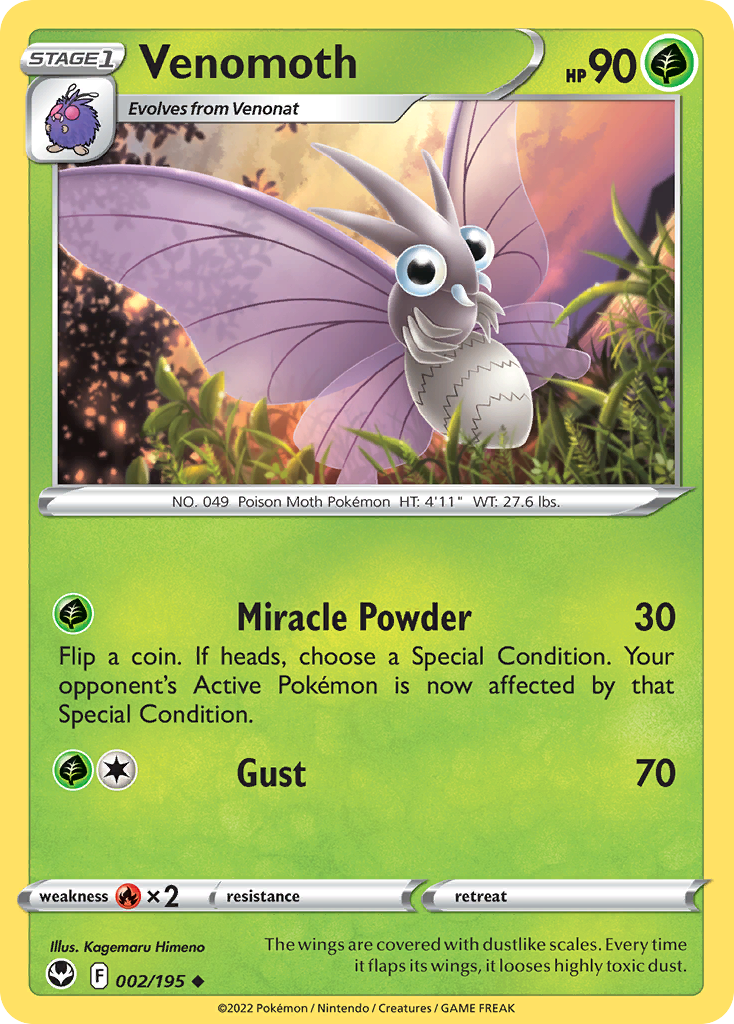 STAGE1
Venomoth
HP 90
Evolves from Venonat
NO. 049 Poison Moth Pokémon HT: 4'11" WT: 27.6 lbs.
Miracle Powder 30
Flip a coin. If heads, choose a Special Condition. Your
opponent's Active Pokémon is now affected by that
Special Condition.
Gust 70
weakness ×2 resistance retreat
Illus. Kagemaru Himeno
The wings are covered with dustlike scales. Every time
it flaps its wings, it looses highly toxic dust.
F 002/195
©2022 Pokémon / Nintendo / Creatures / GAME FREAK